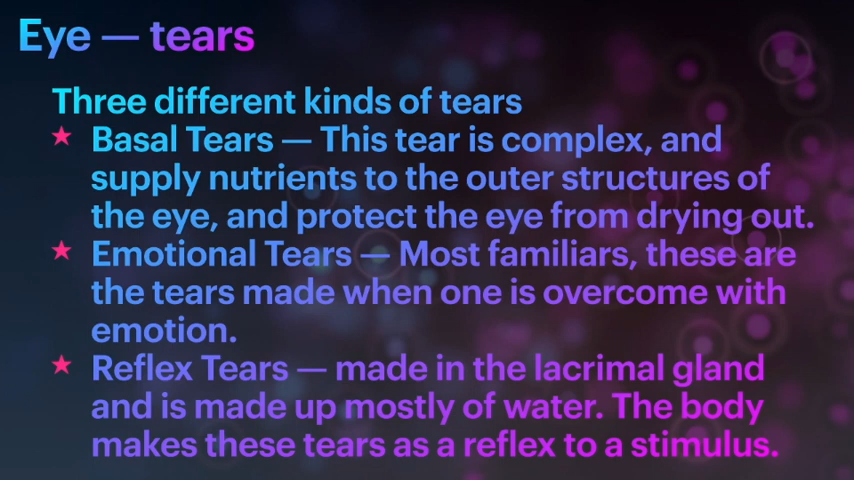 Eye — tears
Three different kinds of tears
★ Basal Tears — This tear is complex, and
supply nutrients to the outer structures of
the eye, and protect the eye from drying out.
★ Emotional Tears — Most familiars, these are
the tears made when one is overcome with
emotion.
★ Reflex Tears — made in the lacrimal gland
and is made up mostly of water. The body
makes these tears as a reflex to a stimulus.